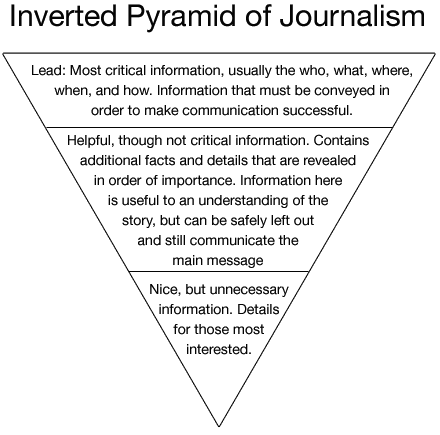 Inverted Pyramid of Journalism
Lead: Most critical information, usually the who, what, where,
when, and how. Information that must be conveyed in
order to make communication successful.
Helpful, though not critical information. Contains
additional facts and details that are revealed
in order of importance. Information here
is useful to an understanding of the
story, but can be safely left out
and still communicate the
main message
Nice, but unnecessary
information. Details
for those most
interested.